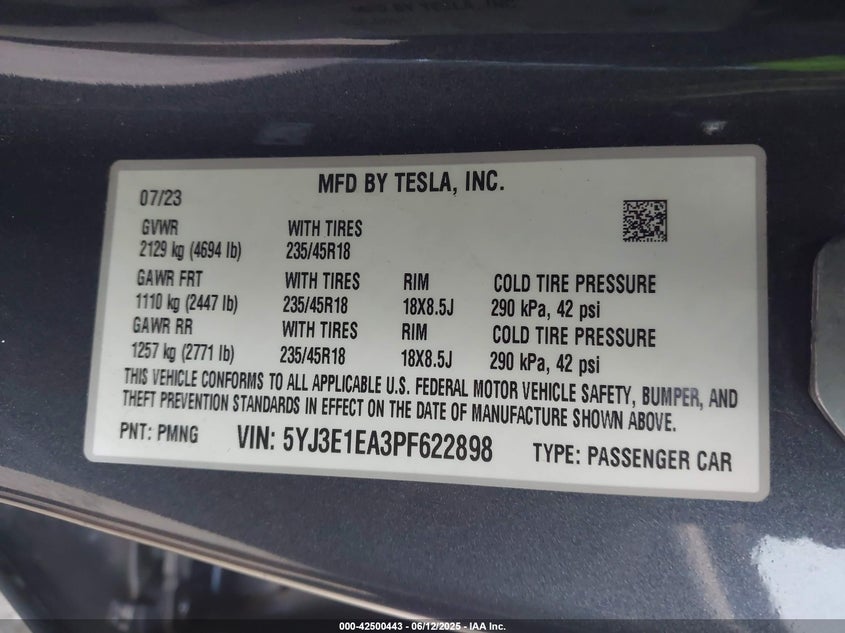 MFD BY TESLA, INC.
07/23
GVWR WITH TIRES
2129 kg (4694 lb) 235/45R18
GAWR FRT WITH TIRES RIM COLD TIRE PRESSURE
1110 kg (2447 lb) 235/45R18 18X8.5J 290 kPa, 42 psi
GAWR RR WITH TIRES RIM COLD TIRE PRESSURE
1257 kg (2771 lb) 235/45R18 18X8.5J 290 kPa, 42 psi
THIS VEHICLE CONFORMS TO ALL APPLICABLE U.S. FEDERAL MOTOR VEHICLE SAFETY, BUMPER, AND
THEFT PREVENTION STANDARDS IN EFFECT ON THE DATE OF MANUFACTURE SHOWN ABOVE.
PNT: PMNG VIN: 5YJ3E1EA3PF622898 TYPE: PASSENGER CAR
000-42500443 - 06/12/2025 - IAA Inc.